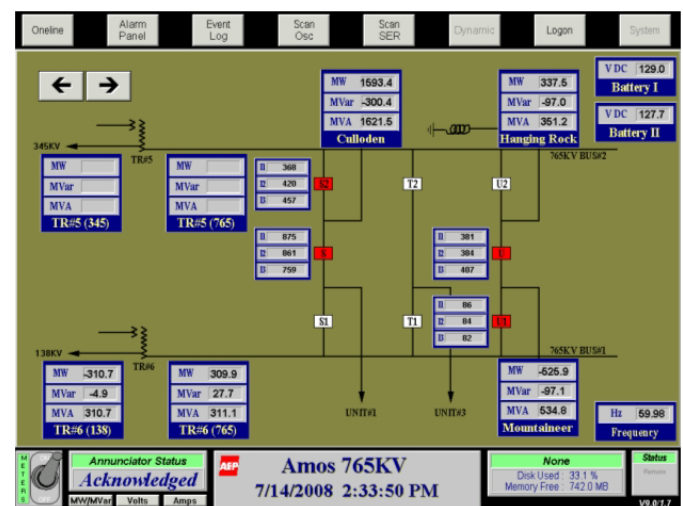 Oneline
Alarm Panel
Event Log
Scan Osc
Scan SER
Dynamic
Logon
System
VDC 129.0
Battery I
VDC 127.7
Battery II
MW 1593.4
MVar -300.4
MVA 1621.5
Culloden
MW 337.5
MVar -97.0
MVA 351.2
Hanging Rock
345KV
TR#5
765KV BUS#2
MW
MVar
MVA
TR#5 (345)
MW
MVar
MVA
TR#5 (765)
I1 368
I2 420
I3 457
S2
T2
U2
I1 875
I2 861
I3 759
S
I1 381
I2 384
I3 407
U
S1
T1
I1 86
I2 84
I3 82
U1
138KV
TR#6
765KV BUS#1
MW -310.7
MVar -4.9
MVA 310.7
TR#6 (138)
MW 309.9
MVar 27.7
MVA 311.1
TR#6 (765)
UNIT#1
UNIT#3
MW -525.9
MVar -97.1
MVA 534.8
Mountaineer
Hz 59.98
Frequency
METERS
OFF
Annunciator Status
Acknowledged
MW/MVar
Volts
Amps
AEP
Amos 765KV
7/14/2008 2:33:50 PM
None
Disk Used : 33.1 %
Memory Free : 742.0 MB
Status
Remote
V9.0/1.7